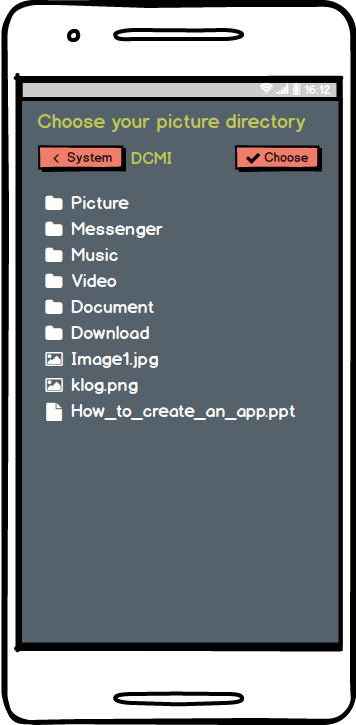 16:12
Choose your picture directory
< System DCMI Choose
Picture
Messenger
Music
Video
Document
Download
Image1.jpg
klog.png
How_to_create_an_app.ppt